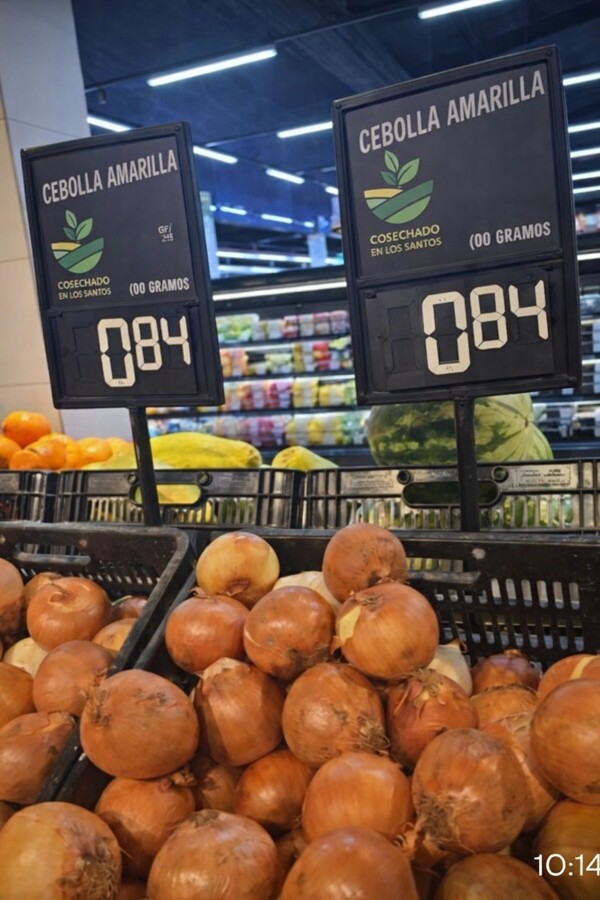 CEBOLLA AMARILLA
COSECHADO
EN LOS SANTOS
(00 GRAMOS
084
CEBOLLA AMARILLA
COSECHADO
EN LOS SANTOS
(00 GRAMOS
084
10:14